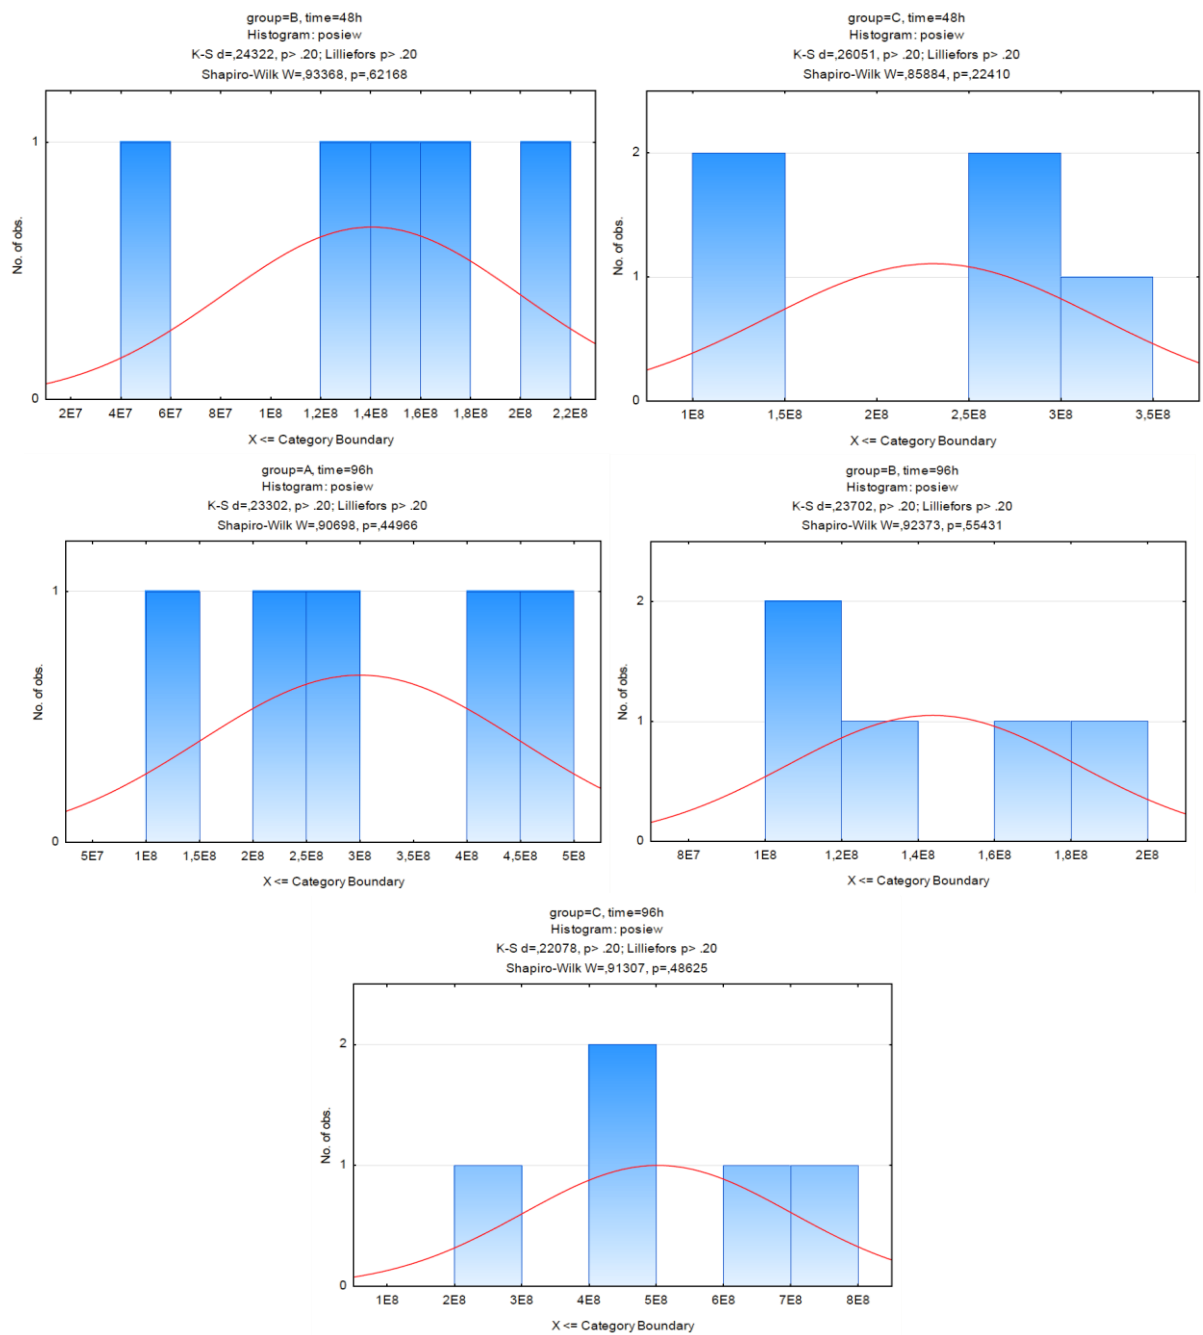 group=B, time=48h
Histogram: posiew
K-S d=,24322, p> .20; Lilliefors p> .20
Shapiro-Wilk W=,93368, p=,62168
No. of obs.
1
0
2E7 4E7 6E7 8E7 1E8 1,2E8 1,4E8 1,6E8 1,8E8 2E8 2,2E8
X <= Category Boundary
group=C, time=48h
Histogram: posiew
K-S d=,26051, p> .20; Lilliefors p> .20
Shapiro-Wilk W=,85884, p=,22410
No. of obs.
2
1
0
1E8 1,5E8 2E8 2,5E8 3E8 3,5E8
X <= Category Boundary
group=A, time=96h
Histogram: posiew
K-S d=,23302, p> .20; Lilliefors p> .20
Shapiro-Wilk W=,90698, p=,44966
No. of obs.
1
0
5E7 1E8 1,5E8 2E8 2,5E8 3E8 3,5E8 4E8 4,5E8 5E8
X <= Category Boundary
group=B, time=96h
Histogram: posiew
K-S d=,23702, p> .20; Lilliefors p> .20
Shapiro-Wilk W=,92373, p=,55431
No. of obs.
2
1
0
8E7 1E8 1,2E8 1,4E8 1,6E8 1,8E8 2E8
X <= Category Boundary
group=C, time=96h
Histogram: posiew
K-S d=,22078, p> .20; Lilliefors p> .20
Shapiro-Wilk W=,91307, p=,48625
No. of obs.
2
1
0
1E8 2E8 3E8 4E8 5E8 6E8 7E8 8E8
X <= Category Boundary